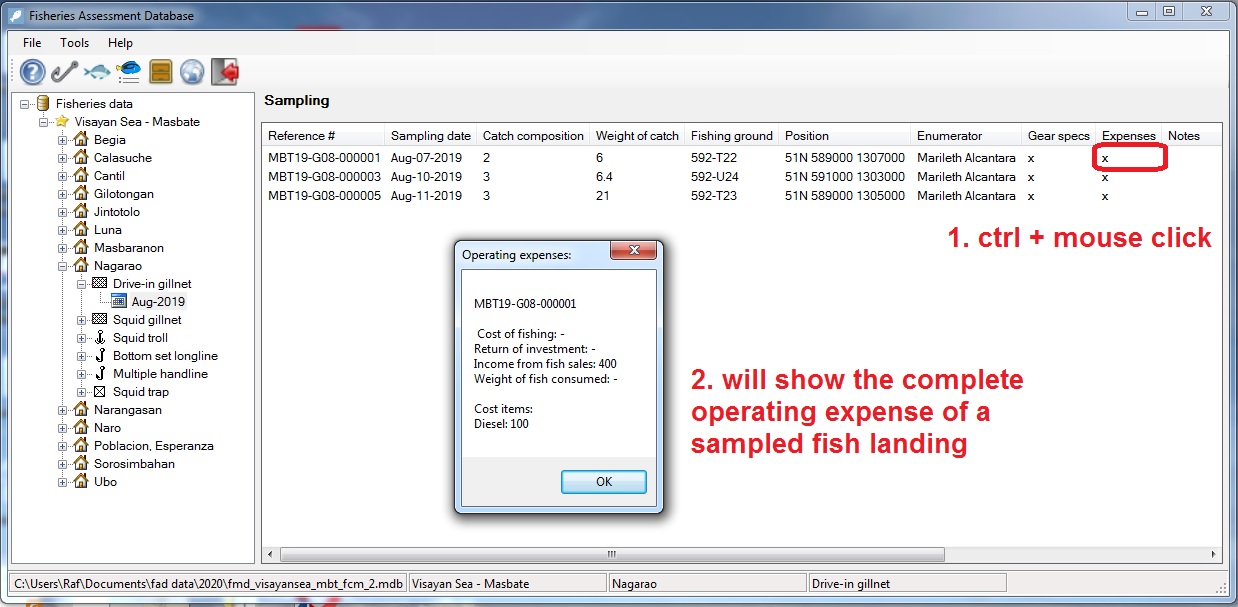 Fisheries Assessment Database
File Tools Help
Fisheries data
Visayan Sea - Masbate
Begia
Calasuche
Cantil
Gilotongan
Jintotolo
Luna
Masbaranon
Nagarao
Drive-in gillnet
Aug-2019
Squid gillnet
Squid troll
Bottom set longline
Multiple handline
Squid trap
Narangasan
Naro
Poblacion, Esperanza
Sorosimbahan
Ubo
Sampling
Reference # Sampling date Catch composition Weight of catch Fishing ground Position Enumerator Gear specs Expenses Notes
MBT19-G08-000001 Aug-07-2019 2 6 592-T22 51N 589000 1307000 Marileth Alcantara x x
MBT19-G08-000003 Aug-10-2019 3 6.4 592-U24 51N 591000 1303000 Marileth Alcantara x x
MBT19-G08-000005 Aug-11-2019 3 21 592-T23 51N 589000 1305000 Marileth Alcantara x x
1. ctrl + mouse click
Operating expenses:
MBT19-G08-000001
Cost of fishing: -
Return of investment: -
Income from fish sales: 400
Weight of fish consumed: -
Cost items:
Diesel: 100
OK
2. will show the complete
operating expense of a
sampled fish landing
C:\Users\Raf\Documents\fad data\2020\fmd_visayansea_mbt_fcm_2.mdb Visayan Sea - Masbate Nagarao Drive-in gillnet